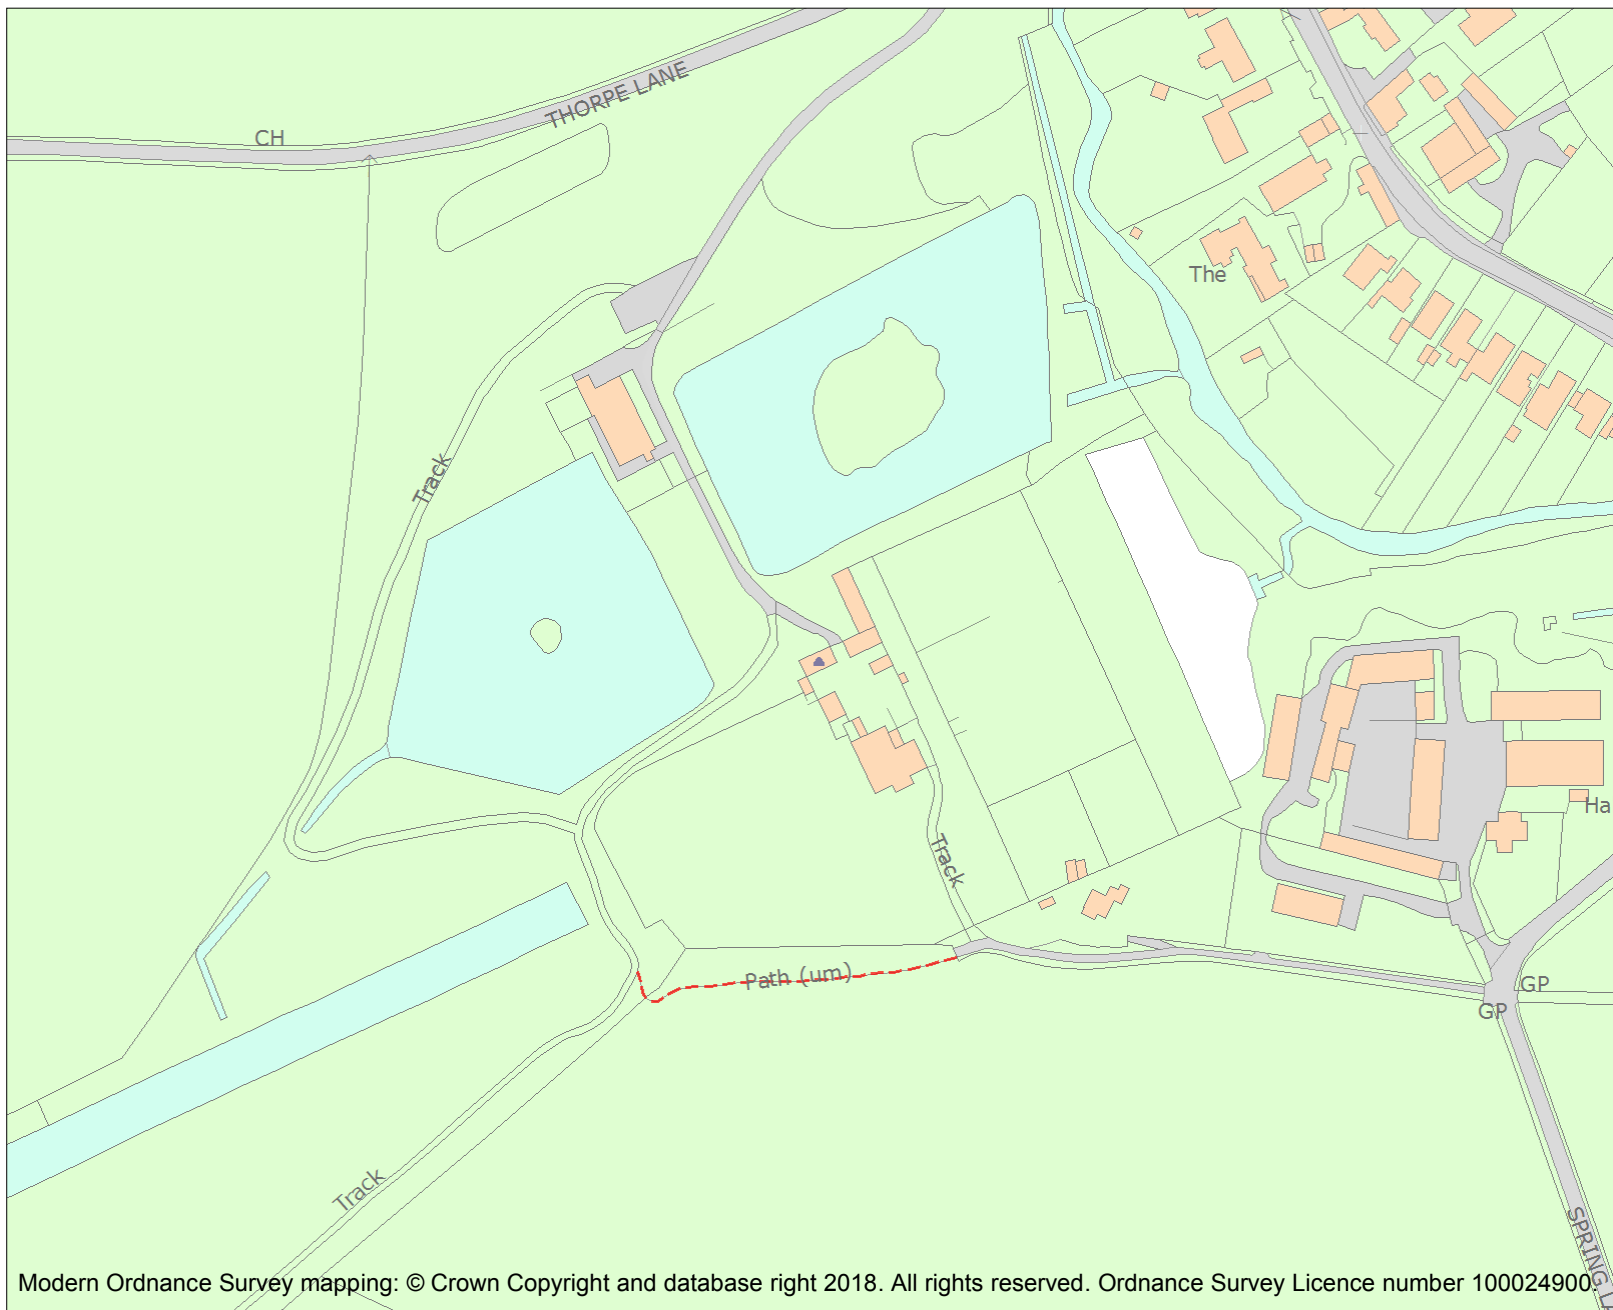 THORPE LANE
CH
The
Track
Ha
Track
Path (um)
GP
GP
Track
SPRING L
Modern Ordnance Survey mapping: © Crown Copyright and database right 2018. All rights reserved. Ordnance Survey Licence number 100024900.